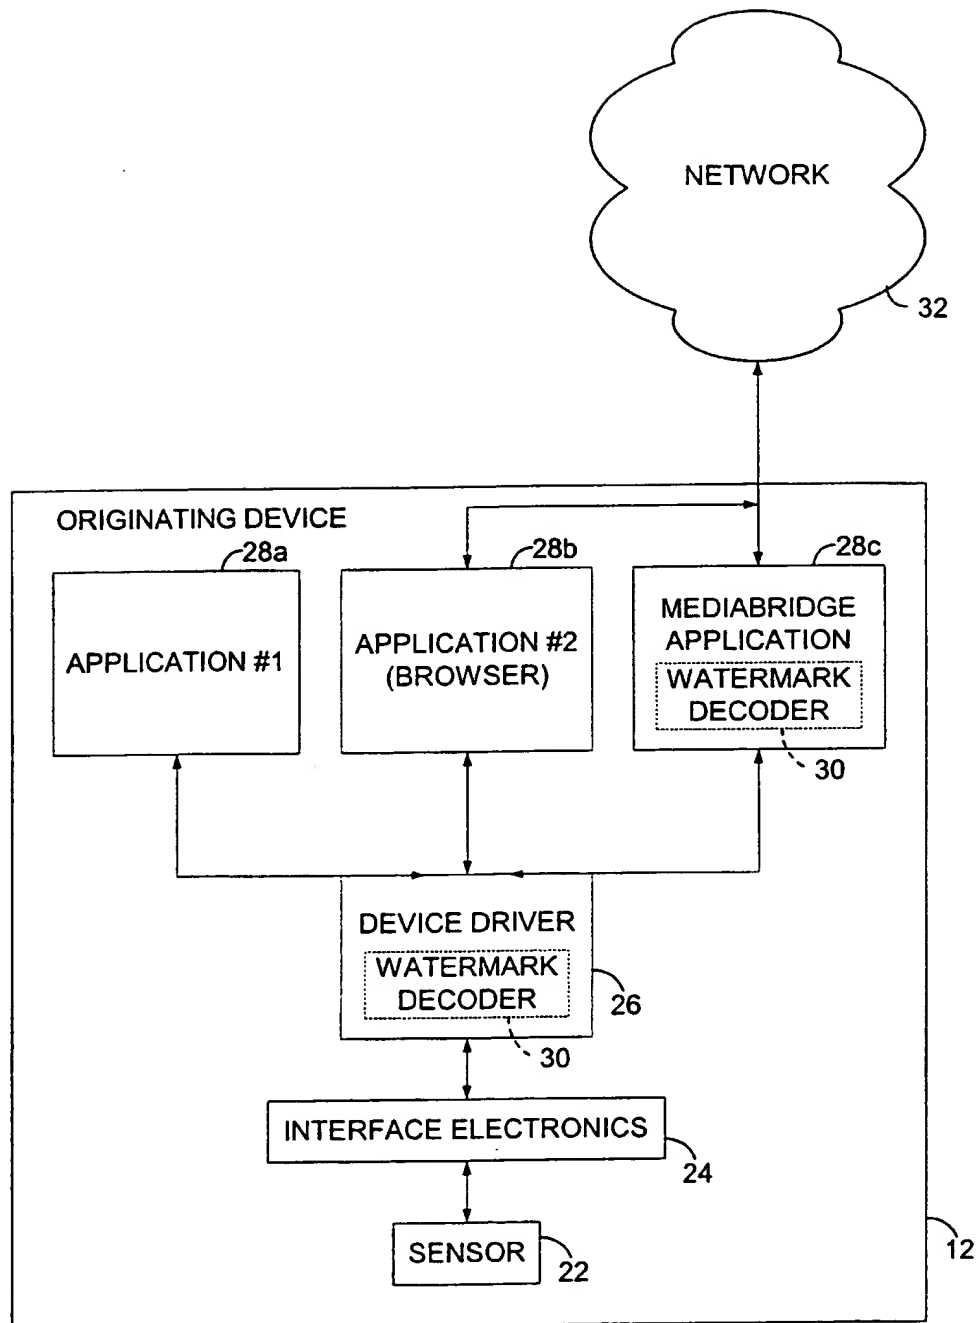 NETWORK
32
ORIGINATING DEVICE
28a
28b
28c
APPLICATION #1
APPLICATION #2
(BROWSER)
MEDIABRIDGE
APPLICATION
WATERMARK
DECODER
30
DEVICE DRIVER
WATERMARK
DECODER
26
30
INTERFACE ELECTRONICS
24
SENSOR
22
12